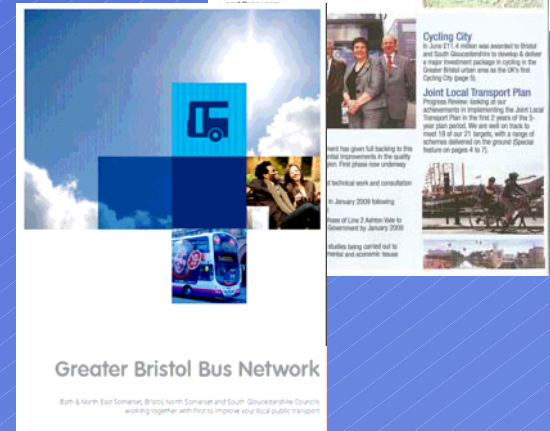 Greater Bristol Bus Network
Bath & North East Somerset, Bristol, North Somerset and South Gloucestershire Councils
working together with First to improve your local public transport
ment has given full backing to this
ntial improvements in the quality
First phase now underway
t technical work and consultation
in January 2009 following
hase of Line 2 Ashton Vale to
Government by January 2009
studies being carried out to
mental and economic issues
Cycling City
In June £11.4 million was awarded to Bristol
and South Gloucestershire to develop & deliver
a major investment package in cycling in the
Greater Bristol urban area as the UK's first
Cycling City (page 5).
Joint Local Transport Plan
Progress Review: looking at our
achievements in implementing the Joint Local
Transport Plan in the first 2 years of the 5-
year plan period. We are well on track to
meet 18 of our 21 targets, with a range of
schemes delivered on the ground (Special
feature on pages 4 to 7).